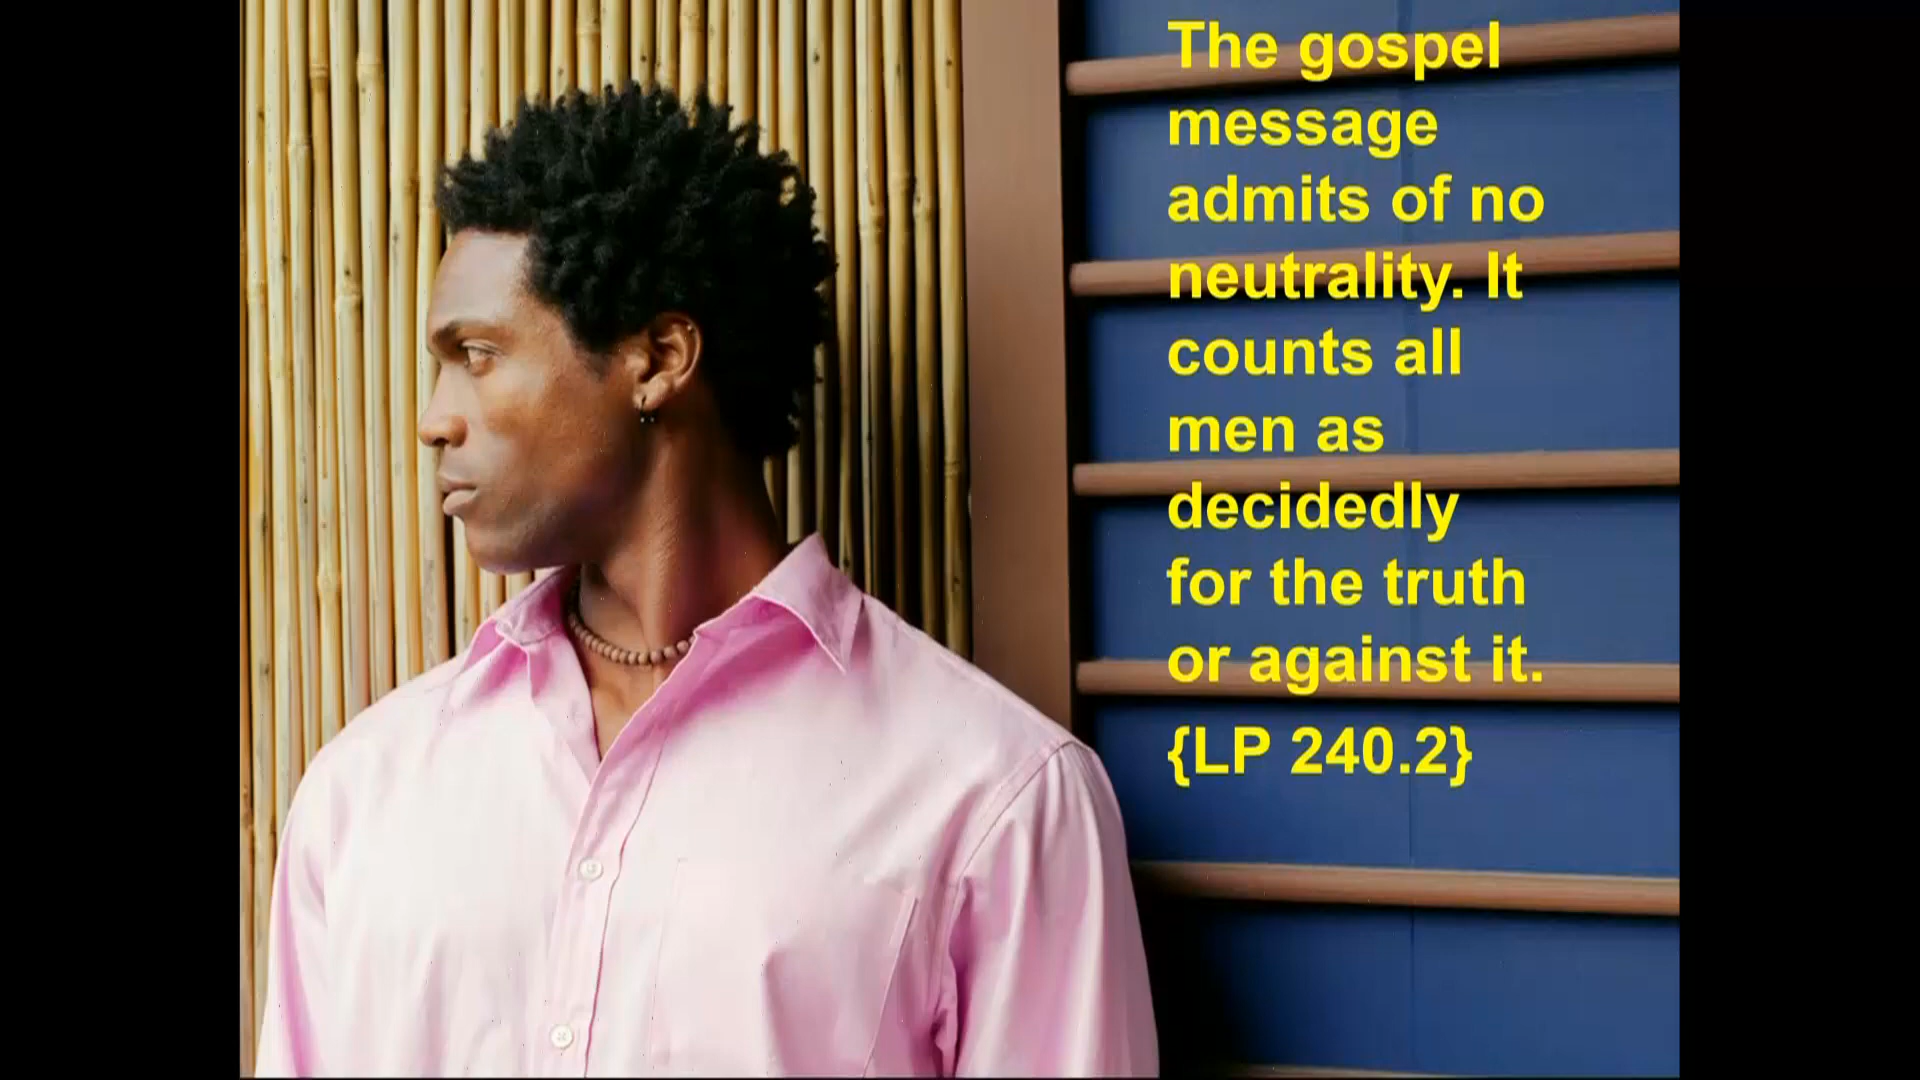 The gospel
message
admits of no
neutrality. It
counts all
men as
decidedly
for the truth
or against it.
{LP 240.2}